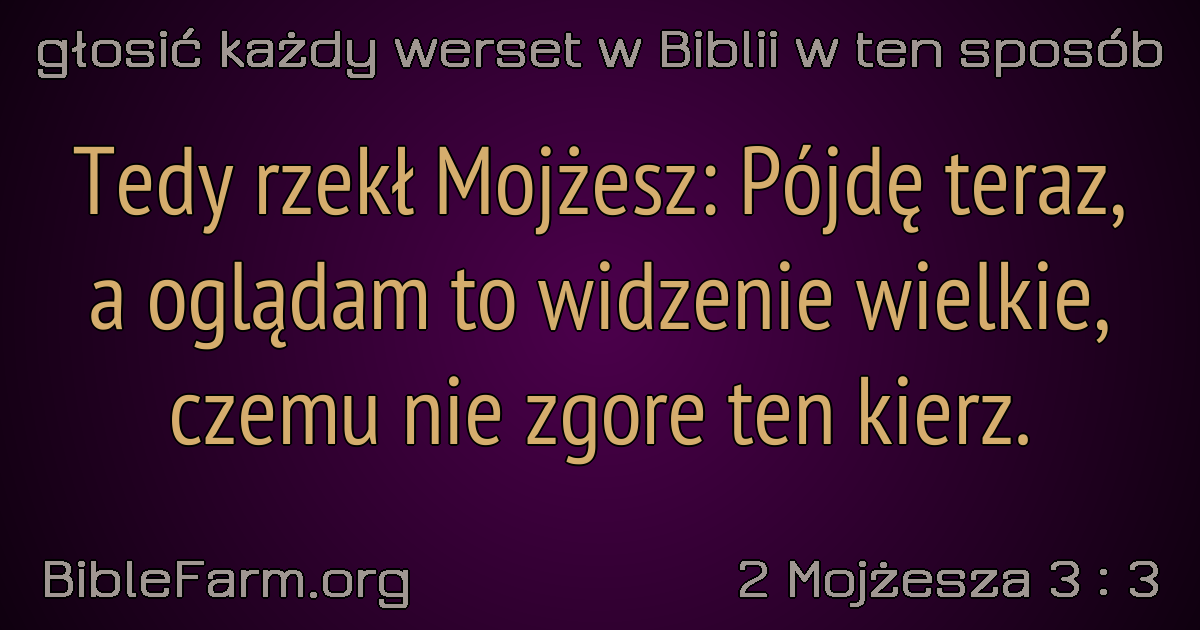 głosić każdy werset w Biblii w ten sposób
Tedy rzekł Mojżesz: Pójdę teraz,
a oglądam to widzenie wielkie,
czemu nie zgore ten kierz.
BibleFarm.org
2 Mojżesza 3 : 3